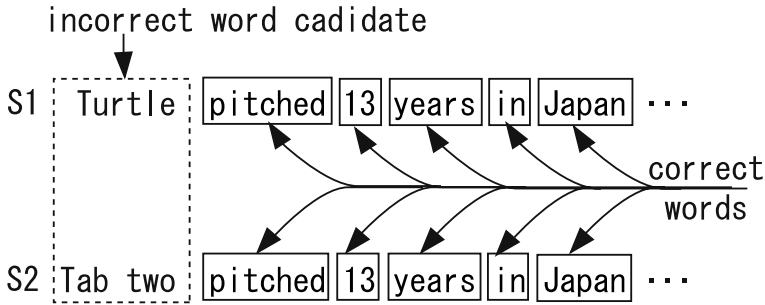 incorrect word cadidate
S1 Turtle pitched 13 years in Japan ...
correct
words
S2 Tab two pitched 13 years in Japan ...